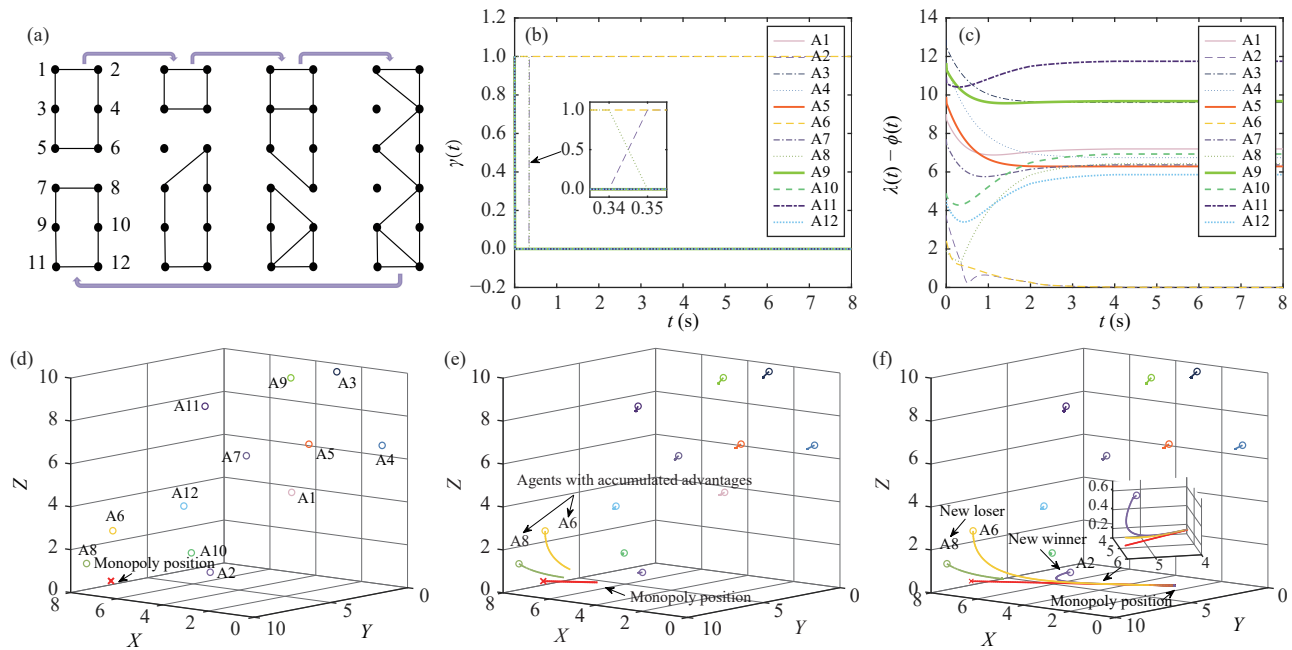 (a)
1 2
3 4
5 6
7 8
9 10
11 12
(b)
1.2
1.0
0.8
0.6
0.4
0.2
0.0
−0.2
γ(t)
0 1 2 3 4 5 6 7 8
t (s)
1.0
0.5
0.0
0.34 0.35
A1
A2
A3
A4
A5
A6
A7
A8
A9
A10
A11
A12
(c)
14
12
10
8
6
4
2
0
λ(t) − ϕ(t)
0 1 2 3 4 5 6 7 8
t (s)
A1
A2
A3
A4
A5
A6
A7
A8
A9
A10
A11
A12
(d)
10
8
6
4
2
0
Z
8 6 4 2 0
X
10 5 0
Y
A9 A3
A11
A5 A4
A7
A1
A12
A6
A8 A10
Monopoly position
A2
(e)
10
8
6
4
2
0
Z
Agents with accumulated advantages
A6
A8
Monopoly position
8 6 4 2 0
X
10 5 0
Y
(f)
10
8
6
4
2
0
Z
0.6
0.4
0.2
0
6 5 4
5 4
New loser
A8 A6
New winner
A2
Monopoly position
8 6 4 2 0
X
10 5 0
Y